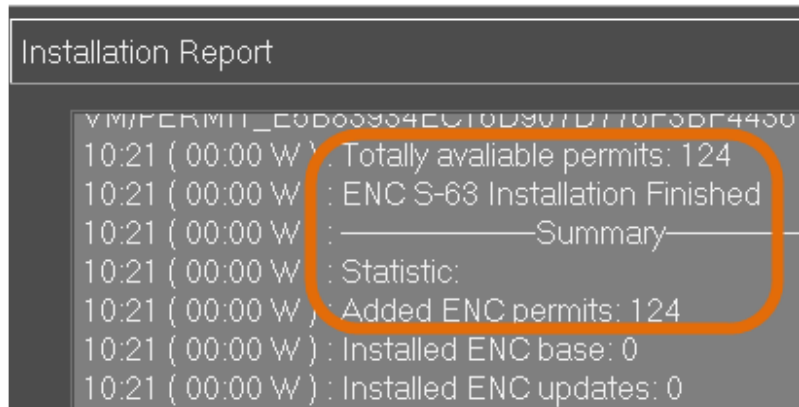 Installation Report
10:21 ( 00:00 W ) : Totally avaliable permits: 124
10:21 ( 00:00 W ) : ENC S-63 Installation Finished
10:21 ( 00:00 W ) : ——————Summary——————
10:21 ( 00:00 W ) : Statistic:
10:21 ( 00:00 W ) : Added ENC permits: 124
10:21 ( 00:00 W ) : Installed ENC base: 0
10:21 ( 00:00 W ) : Installed ENC updates: 0